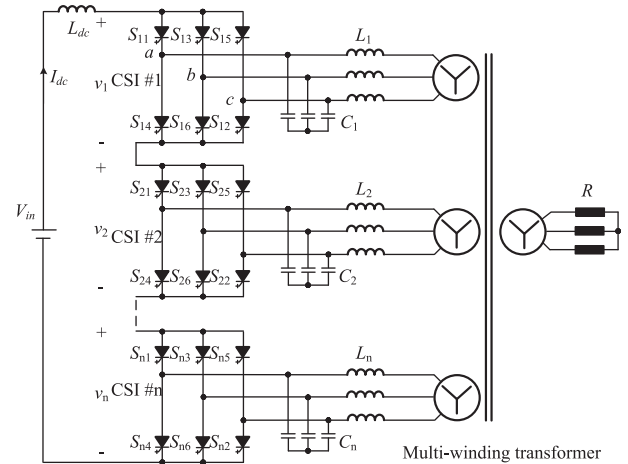 L_dc
+
S_11 S_13 S_15
L_1
a
I_dc
v_1 CSI #1
b
c
S_14 S_16 S_12
C_1
-
+
S_21 S_23 S_25
L_2
R
V_in
v_2 CSI #2
S_24 S_26 S_22
C_2
-
+
S_n1 S_n3 S_n5
L_n
v_n CSI #n
S_n4 S_n6 S_n2
C_n
-
Multi-winding transformer